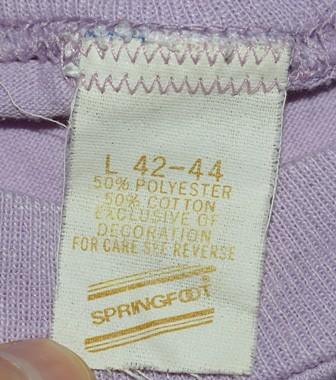 L 42-44
50% POLYESTER
50% COTTON
EXCLUSIVE OF
DECORATION
FOR CARE SEE REVERSE
SPRINGFOOT